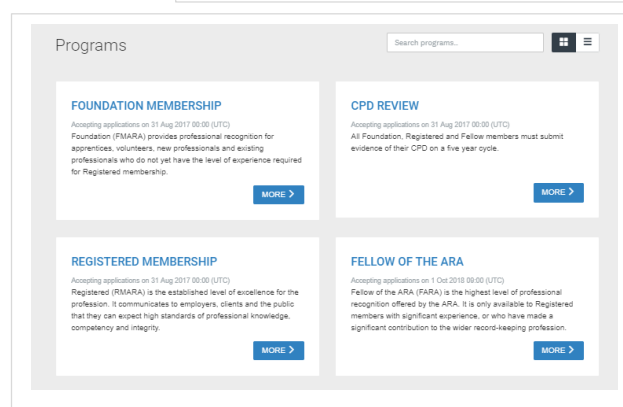 Programs
Search programs..
FOUNDATION MEMBERSHIP
Accepting applications on 31 Aug 2017 00:00 (UTC)
Foundation (FMARA) provides professional recognition for
apprentices, volunteers, new professionals and existing
professionals who do not yet have the level of experience required
for Registered membership.
MORE
CPD REVIEW
Accepting applications on 31 Aug 2017 00:00 (UTC)
All Foundation, Registered and Fellow members must submit
evidence of their CPD on a five year cycle.
MORE
REGISTERED MEMBERSHIP
Accepting applications on 31 Aug 2017 00:00 (UTC)
Registered (RMARA) is the established level of excellence for the
profession. It communicates to employers, clients and the public
that they can expect high standards of professional knowledge,
competency and integrity.
MORE
FELLOW OF THE ARA
Accepting applications on 1 Oct 2018 09:00 (UTC)
Fellow of the ARA (FARA) is the highest level of professional
recognition offered by the ARA. It is only available to Registered
members with significant experience, or who have made a
significant contribution to the wider record-keeping profession.
MORE